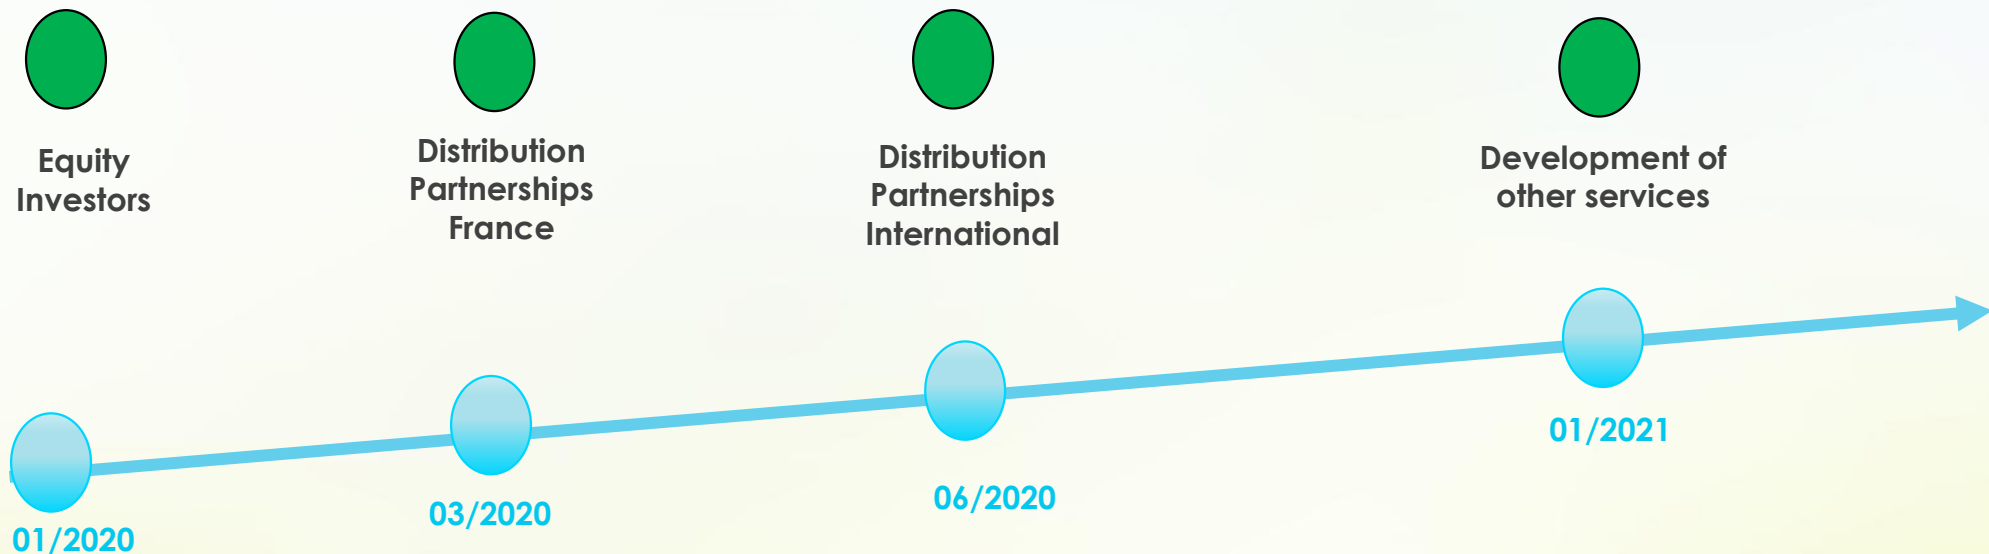 Equity
Investors
Distribution
Partnerships
France
Distribution
Partnerships
International
Development of
other services
01/2020
03/2020
06/2020
01/2021